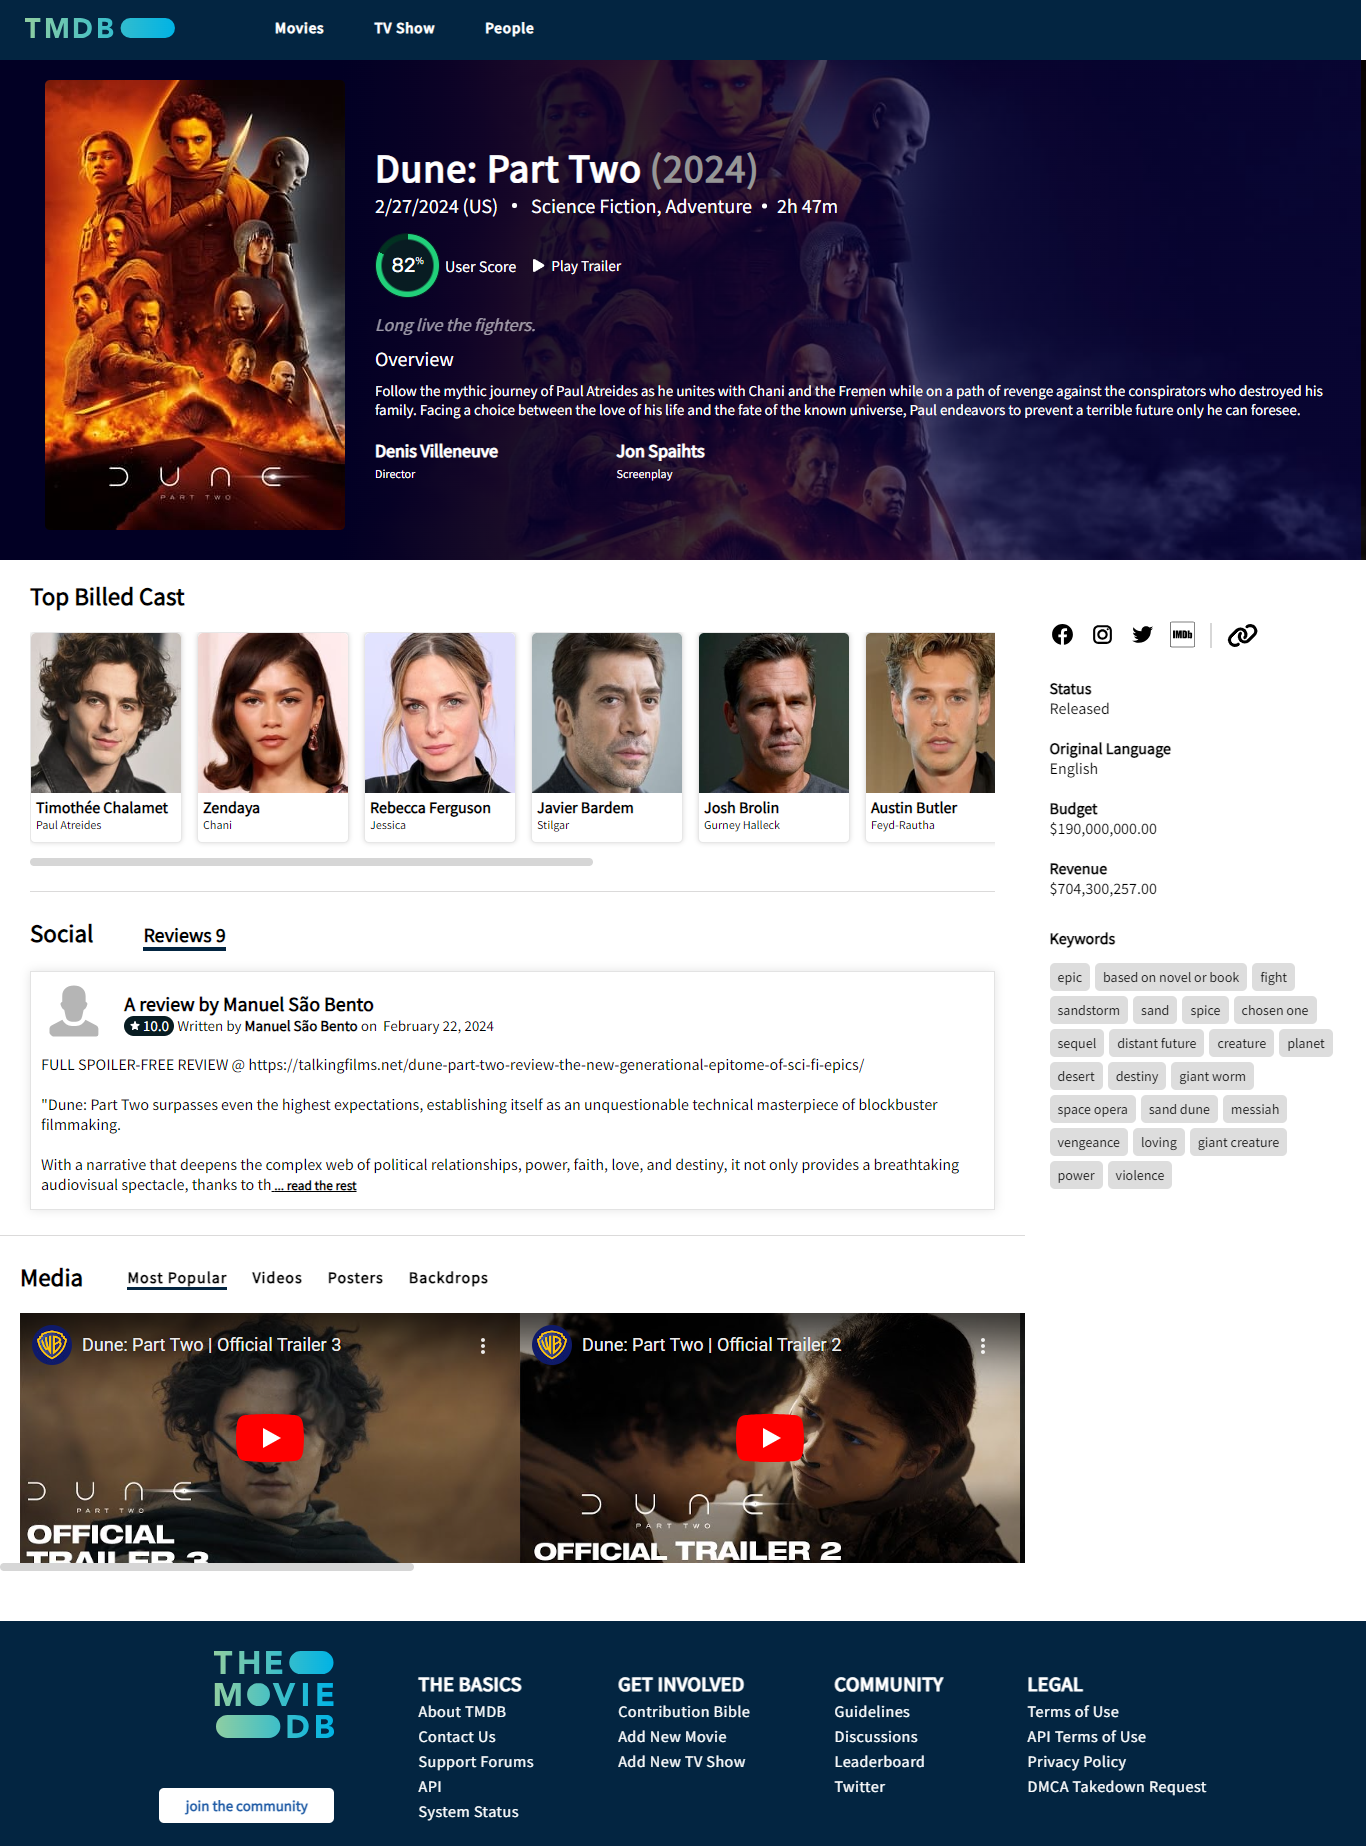 TMDB
Movies TV Show People
DUNE
PART TWO
Dune: Part Two (2024)
2/27/2024 (US) • Science Fiction, Adventure • 2h 47m
82% User Score Play Trailer
Long live the fighters.
Overview
Follow the mythic journey of Paul Atreides as he unites with Chani and the Fremen while on a path of revenge against the conspirators who destroyed his
family. Facing a choice between the love of his life and the fate of the known universe, Paul endeavors to prevent a terrible future only he can foresee.
Denis Villeneuve Jon Spaihts
Director Screenplay
Top Billed Cast
Timothée Chalamet Zendaya Rebecca Ferguson Javier Bardem Josh Brolin Austin Butler
Paul Atreides Chani Jessica Stilgar Gurney Halleck Feyd-Rautha
Social Reviews 9
A review by Manuel São Bento
10.0 Written by Manuel São Bento on February 22, 2024
FULL SPOILER-FREE REVIEW @ https://talkingfilms.net/dune-part-two-review-the-new-generational-epitome-of-sci-fi-epics/
"Dune: Part Two surpasses even the highest expectations, establishing itself as an unquestionable technical masterpiece of blockbuster
filmmaking.
With a narrative that deepens the complex web of political relationships, power, faith, love, and destiny, it not only provides a breathtaking
audiovisual spectacle, thanks to th ... read the rest
IMDb
Status
Released
Original Language
English
Budget
$190,000,000.00
Revenue
$704,300,257.00
Keywords
epic based on novel or book fight
sandstorm sand spice chosen one
sequel distant future creature planet
desert destiny giant worm
space opera sand dune messiah
vengeance loving giant creature
power violence
Media Most Popular Videos Posters Backdrops
WB Dune: Part Two | Official Trailer 3
DUNE
PART TWO
OFFICIAL
TRAILER 3
WB Dune: Part Two | Official Trailer 2
DUNE
PART TWO
OFFICIAL TRAILER 2
THE
MOVIE
DB
join the community
THE BASICS
About TMDB
Contact Us
Support Forums
API
System Status
GET INVOLVED
Contribution Bible
Add New Movie
Add New TV Show
COMMUNITY
Guidelines
Discussions
Leaderboard
Twitter
LEGAL
Terms of Use
API Terms of Use
Privacy Policy
DMCA Takedown Request